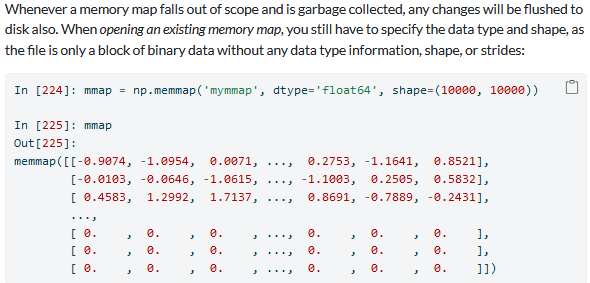 Whenever a memory map falls out of scope and is garbage collected, any changes will be flushed to
disk also. When opening an existing memory map, you still have to specify the data type and shape, as
the file is only a block of binary data without any data type information, shape, or strides:
In [224]: mmap = np.memmap('mymmap', dtype='float64', shape=(10000, 10000))
In [225]: mmap
Out[225]:
memmap([[-0.9074, -1.0954,  0.0071, ...,  0.2753, -1.1641,  0.8521],
        [-0.0103, -0.0646, -1.0615, ..., -1.1003,  0.2505,  0.5832],
        [ 0.4583,  1.2992,  1.7137, ...,  0.8691, -0.7889, -0.2431],
        ...,
        [ 0.    ,  0.    ,  0.    , ...,  0.    ,  0.    ,  0.    ],
        [ 0.    ,  0.    ,  0.    , ...,  0.    ,  0.    ,  0.    ],
        [ 0.    ,  0.    ,  0.    , ...,  0.    ,  0.    ,  0.    ]])